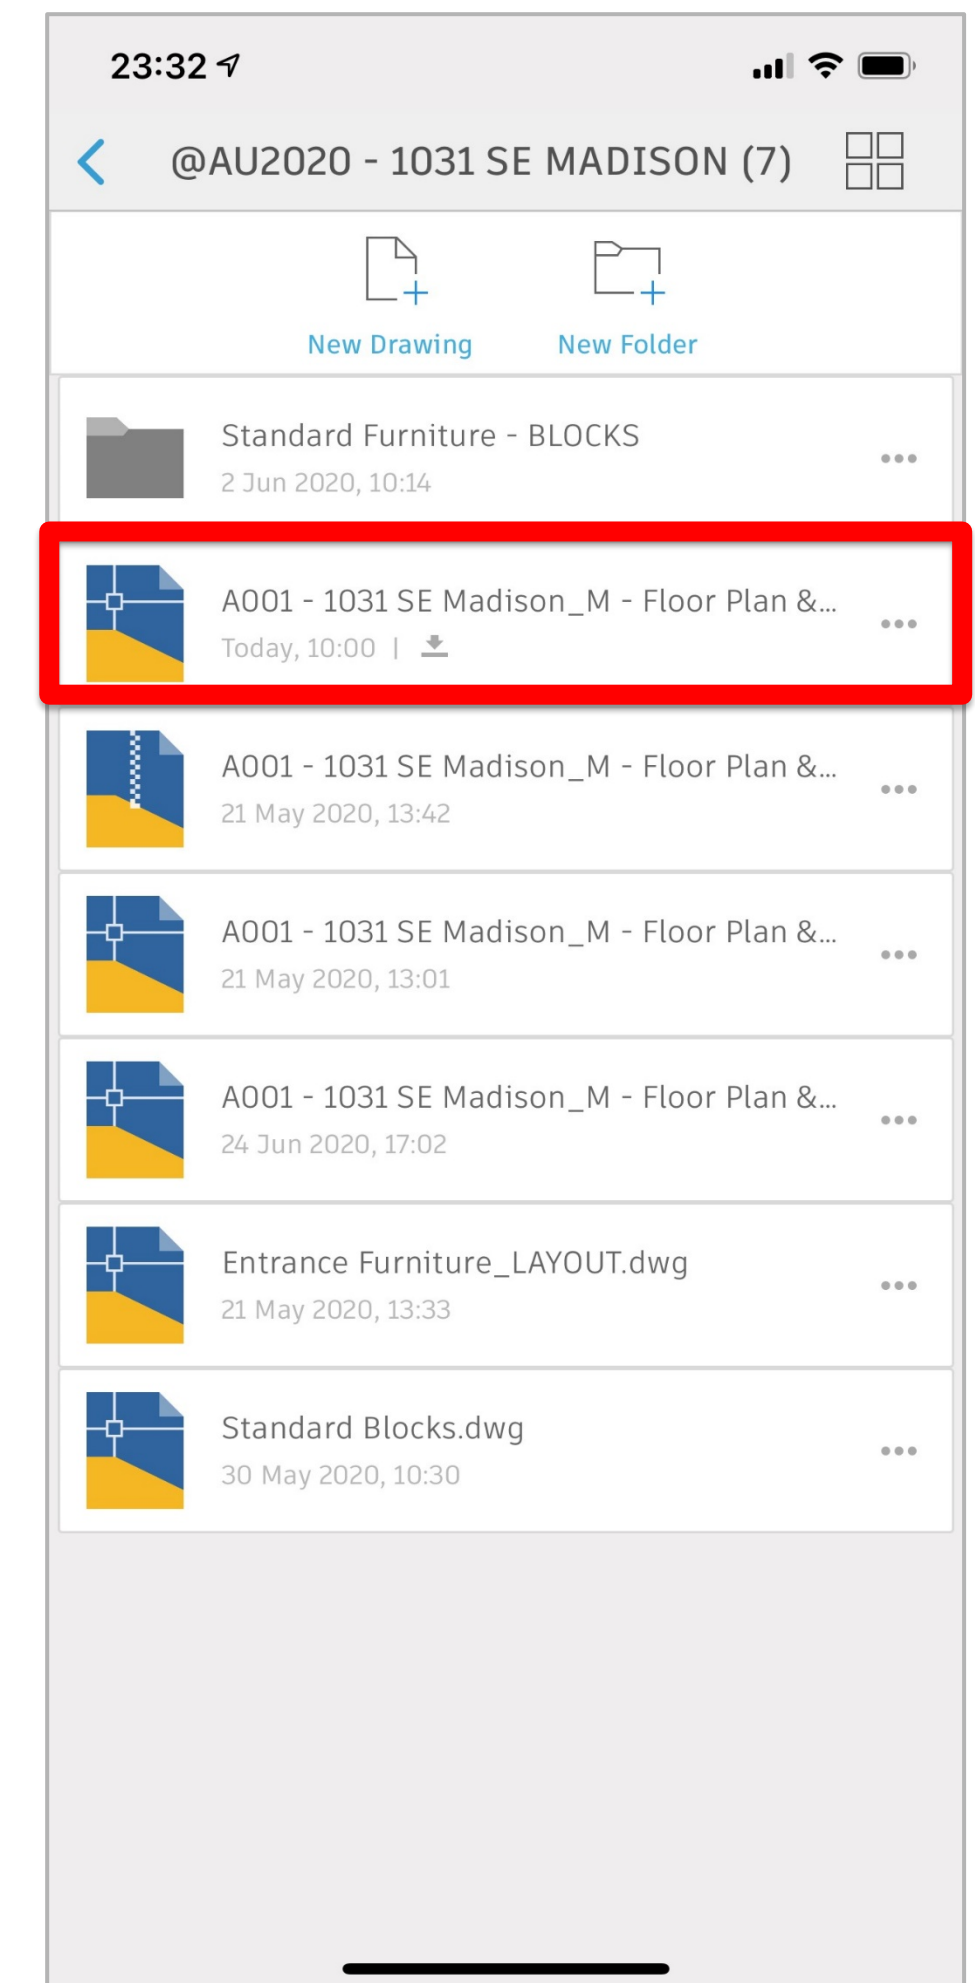 23:32
@AU2020 - 1031 SE MADISON (7)
New Drawing New Folder
Standard Furniture - BLOCKS
2 Jun 2020, 10:14
A001 - 1031 SE Madison_M - Floor Plan &...
Today, 10:00 |
A001 - 1031 SE Madison_M - Floor Plan &...
21 May 2020, 13:42
A001 - 1031 SE Madison_M - Floor Plan &...
21 May 2020, 13:01
A001 - 1031 SE Madison_M - Floor Plan &...
24 Jun 2020, 17:02
Entrance Furniture_LAYOUT.dwg
21 May 2020, 13:33
Standard Blocks.dwg
30 May 2020, 10:30